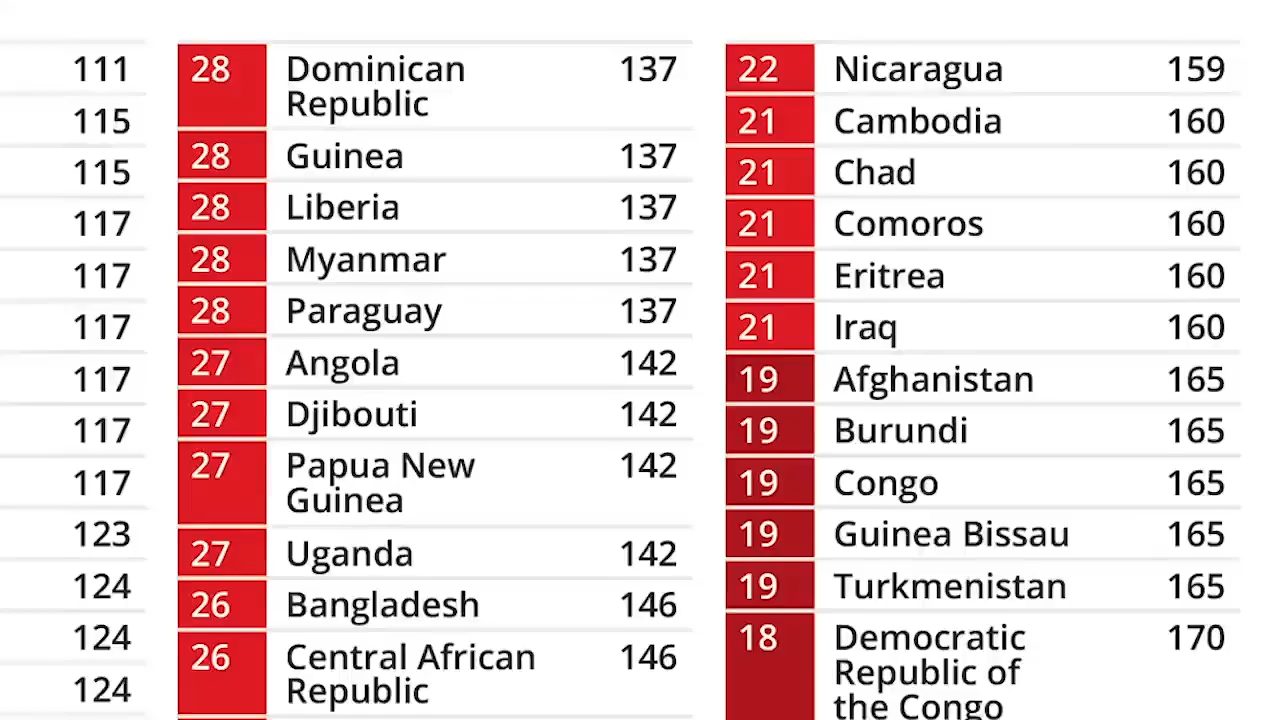 111
115
115
117
117
117
117
117
117
123
124
124
124
28 Dominican 137
Republic
28 Guinea 137
28 Liberia 137
28 Myanmar 137
28 Paraguay 137
27 Angola 142
27 Djibouti 142
27 Papua New 142
Guinea
27 Uganda 142
26 Bangladesh 146
26 Central African 146
Republic
22 Nicaragua 159
21 Cambodia 160
21 Chad 160
21 Comoros 160
21 Eritrea 160
21 Iraq 160
19 Afghanistan 165
19 Burundi 165
19 Congo 165
19 Guinea Bissau 165
19 Turkmenistan 165
18 Democratic 170
Republic of
the Congo